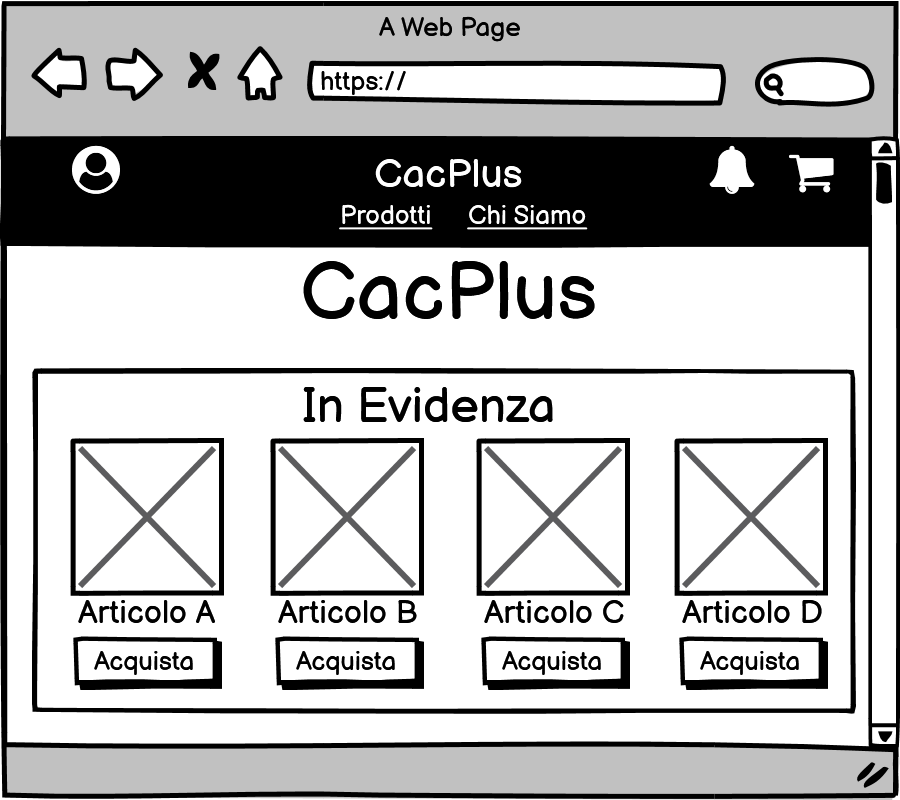 A Web Page
https://
CacPlus
Prodotti Chi Siamo
CacPlus
In Evidenza
Articolo A Articolo B Articolo C Articolo D
Acquista Acquista Acquista Acquista